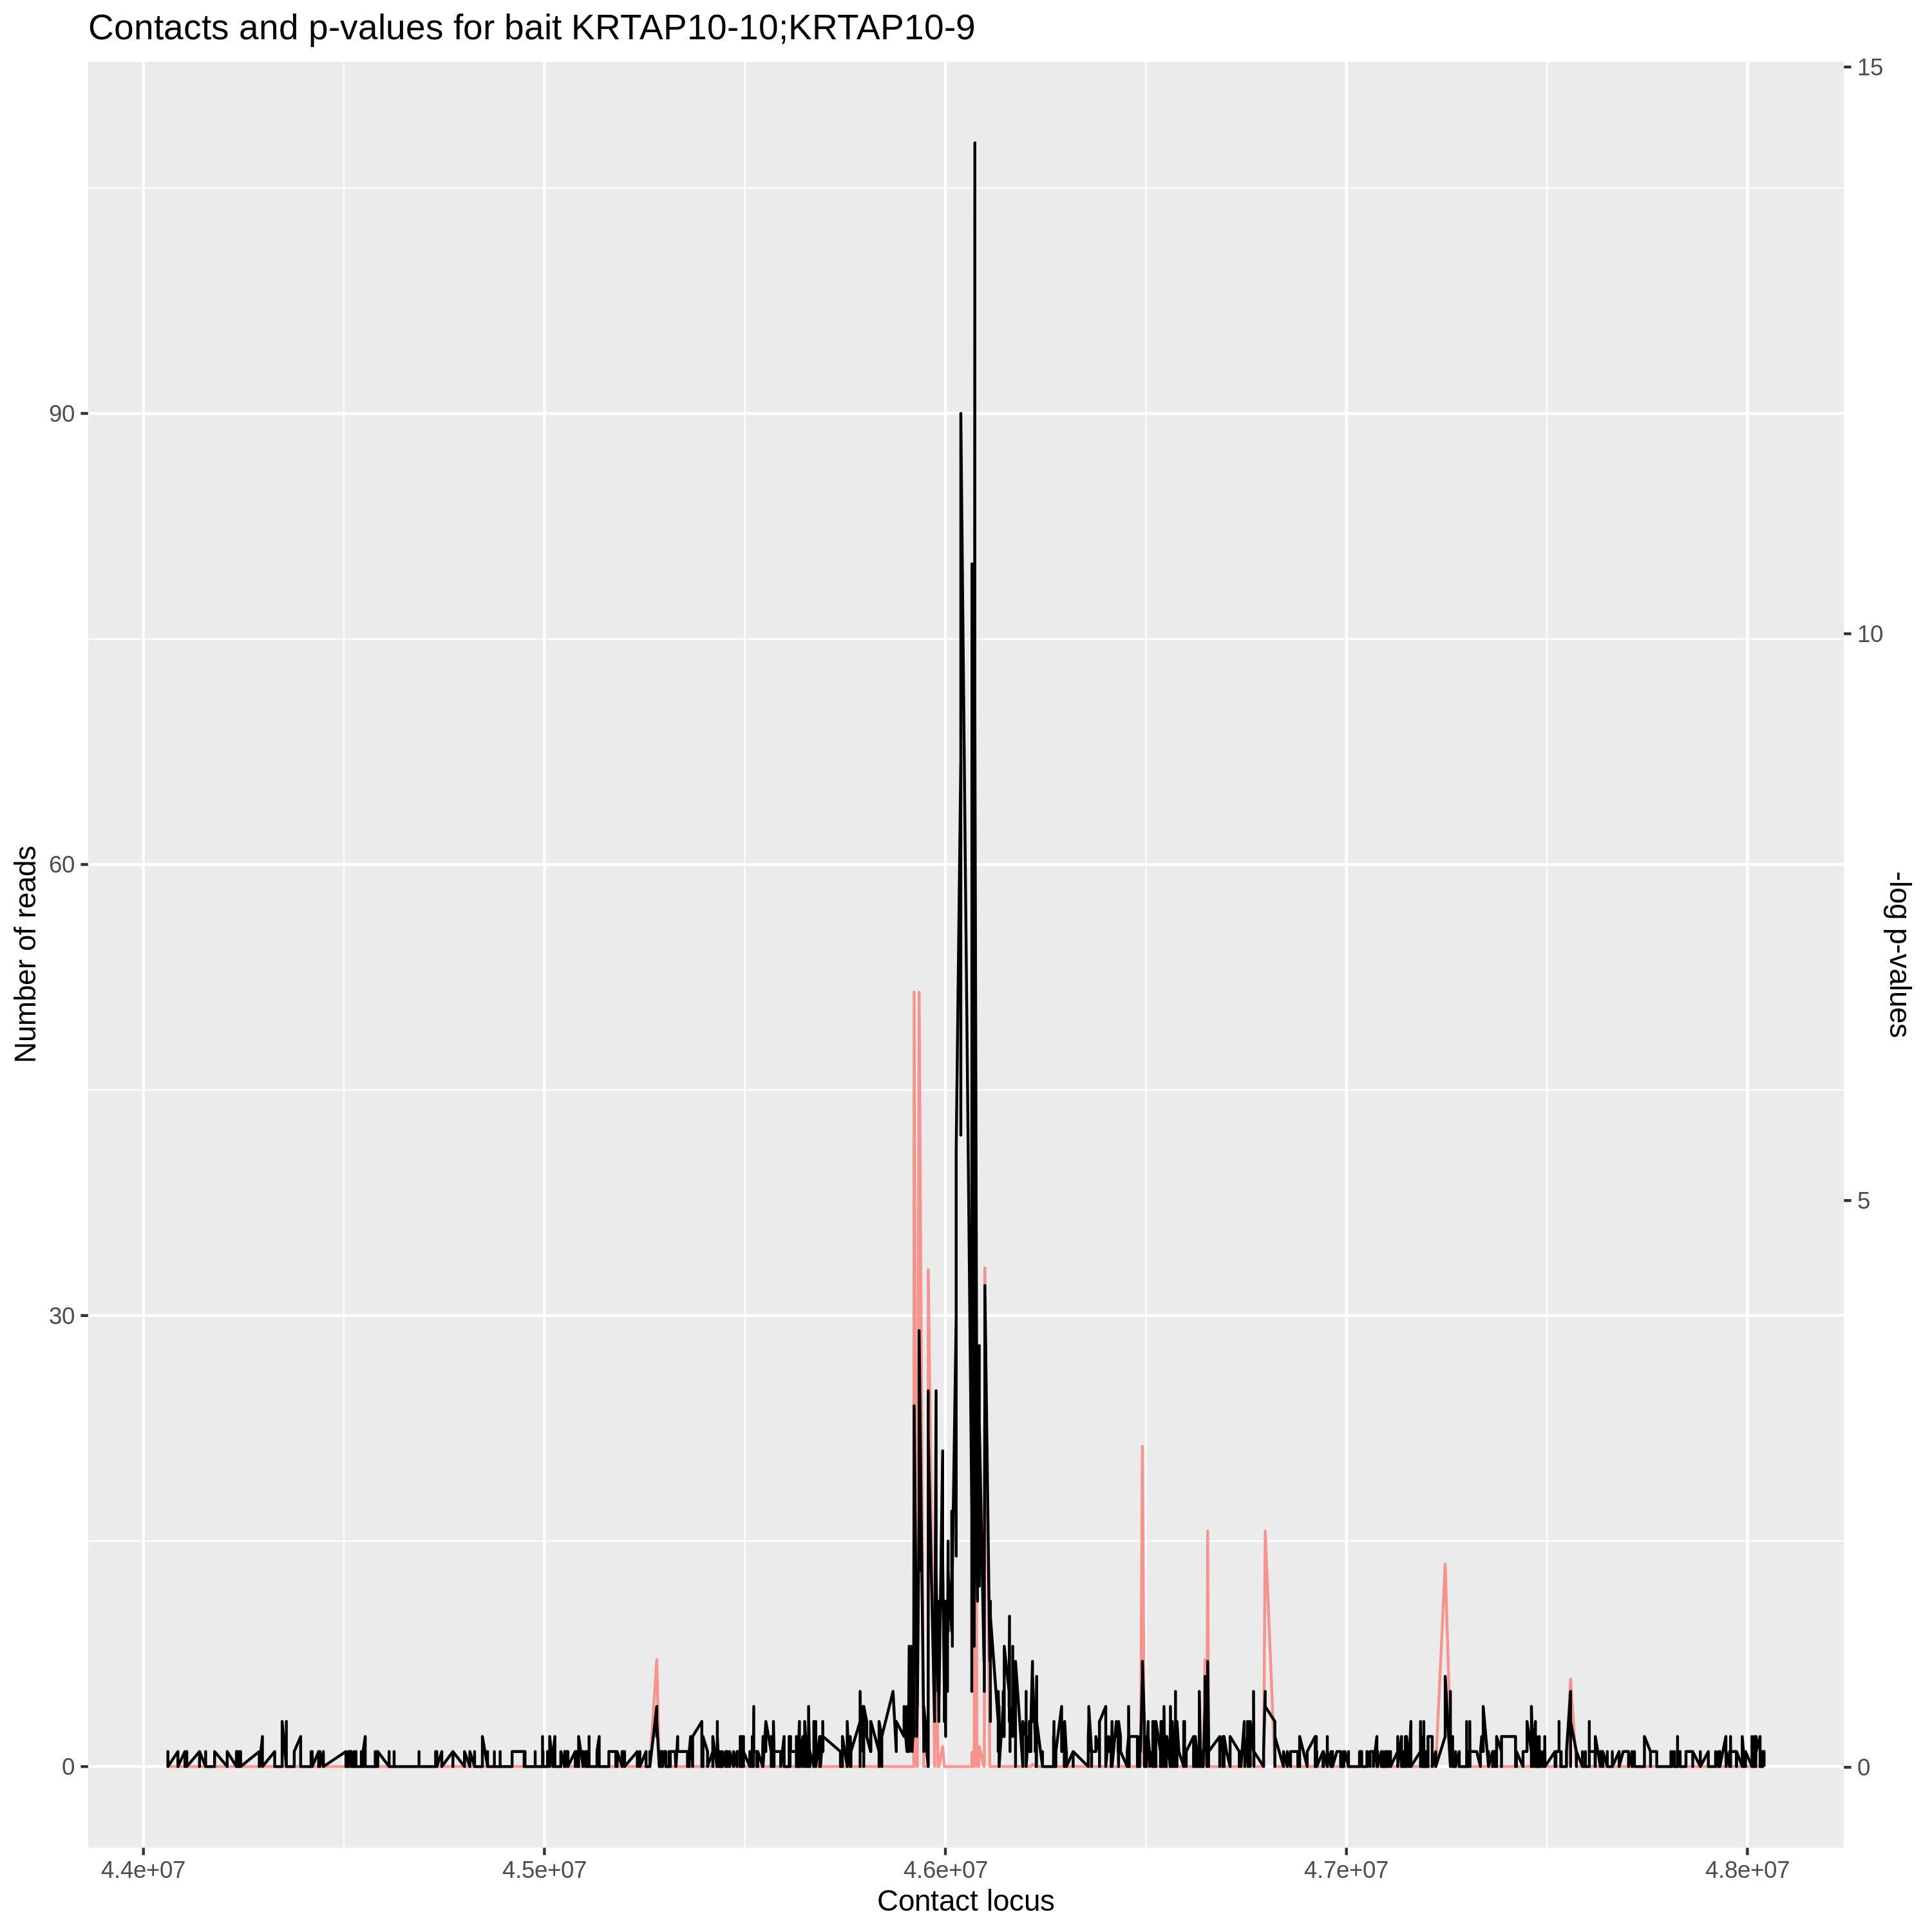 Contacts and p-values for bait KRTAP10-10;KRTAP10-9
15
90
10
60
Number of reads
-log p-values
5
30
0
0
4.4e+07
4.5e+07
4.6e+07
4.7e+07
4.8e+07
Contact locus